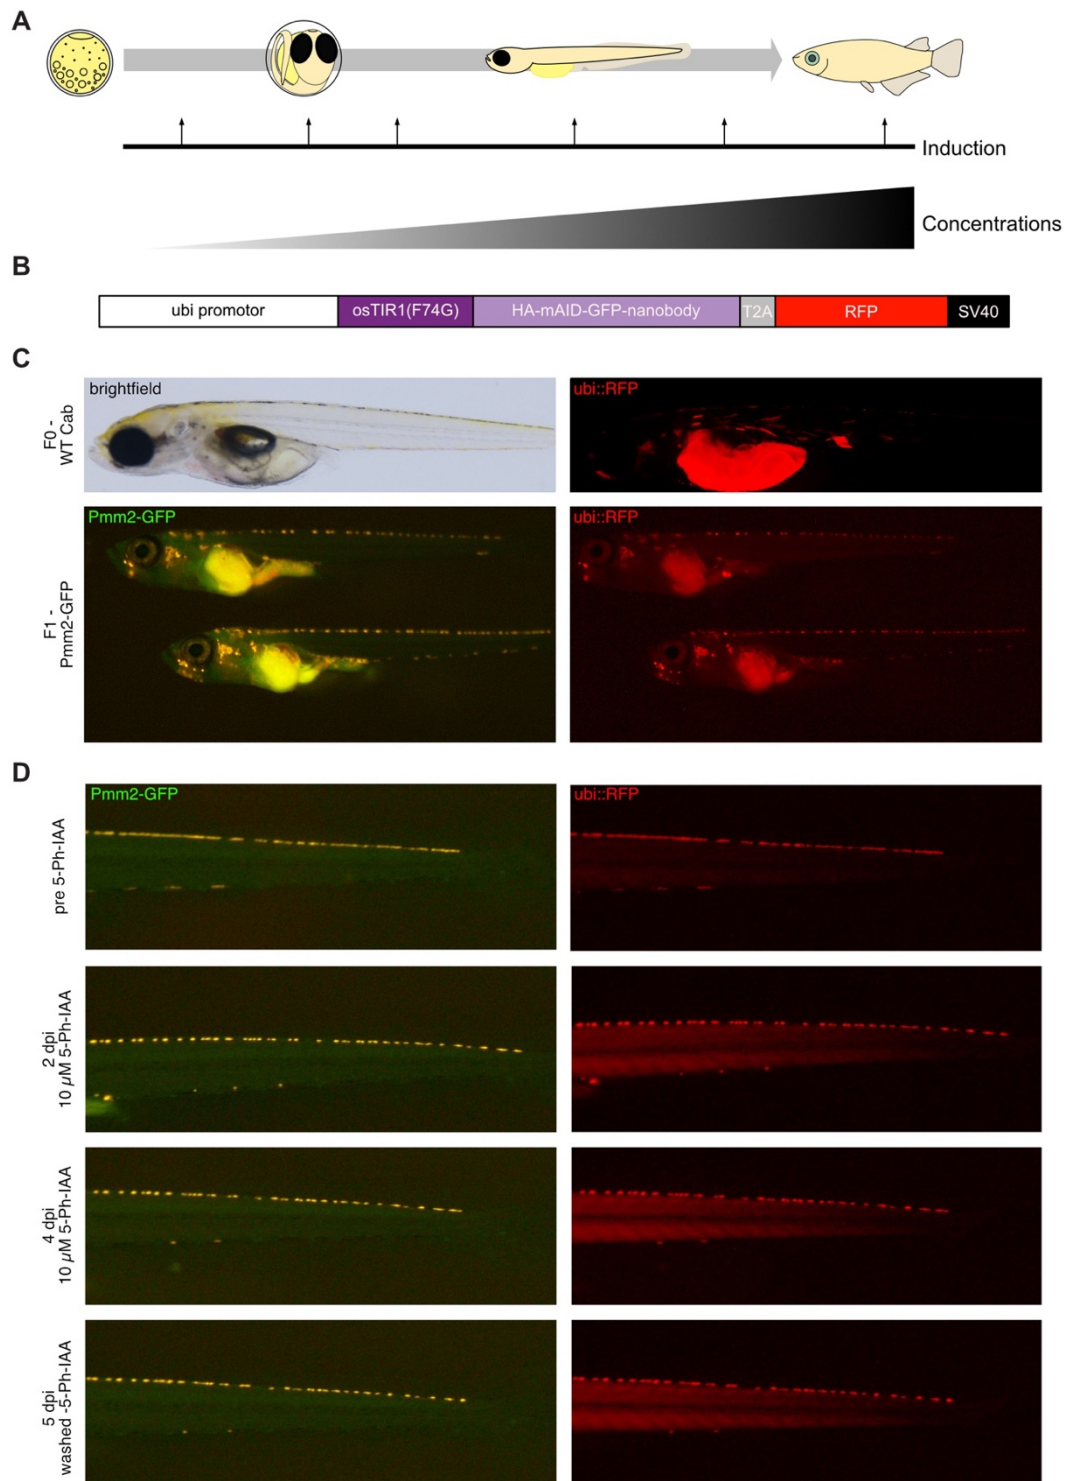 A
Induction
Concentrations
B
ubi promotor
osTIR1(F74G)
HA-mAID-GFP-nanobody
T2A
RFP
SV40
C
F0 -
WT Cab
brightfield
ubi::RFP
F1 -
Pmm2-GFP
Pmm2-GFP
ubi::RFP
D
pre 5-Ph-IAA
Pmm2-GFP
ubi::RFP
2 dpi
10 µM 5-Ph-IAA
4 dpi
10 µM 5-Ph-IAA
5 dpi
washed -5-Ph-IAA